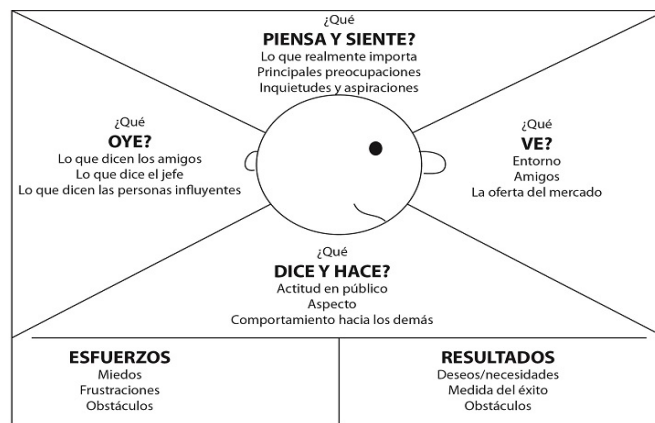 ¿Qué
PIENSA Y SIENTE?
Lo que realmente importa
Principales preocupaciones
Inquietudes y aspiraciones
¿Qué
OYE?
Lo que dicen los amigos
Lo que dice el jefe
Lo que dicen las personas influyentes
¿Qué
VE?
Entorno
Amigos
La oferta del mercado
¿Qué
DICE Y HACE?
Actitud en público
Aspecto
Comportamiento hacia los demás
ESFUERZOS
Miedos
Frustraciones
Obstáculos
RESULTADOS
Deseos/necesidades
Medida del éxito
Obstáculos